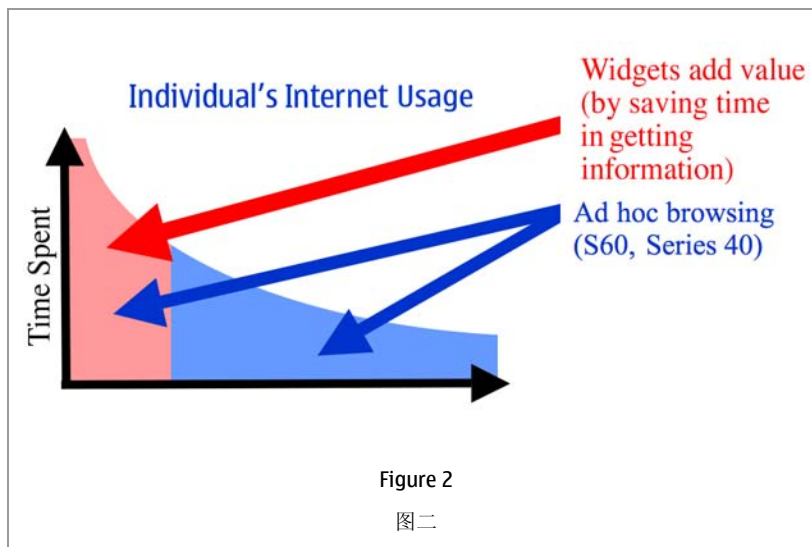 Individual's Internet Usage
Time Spent
Widgets add value
(by saving time
in getting
information)
Ad hoc browsing
(S60, Series 40)
Figure 2
图二